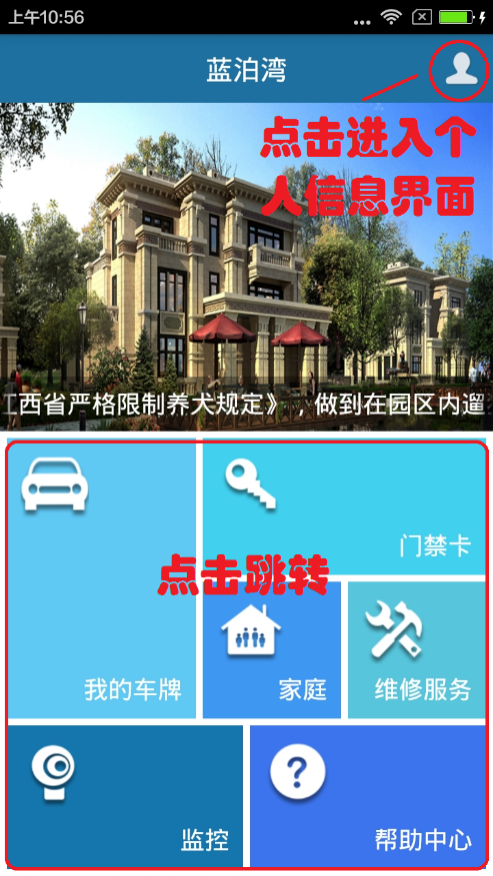 上午10:56
蓝泊湾
点击进入个
人信息界面
西省严格限制养犬规定》，做到在园区内遛
门禁卡
点击跳转
我的车牌
家庭
维修服务
监控
帮助中心